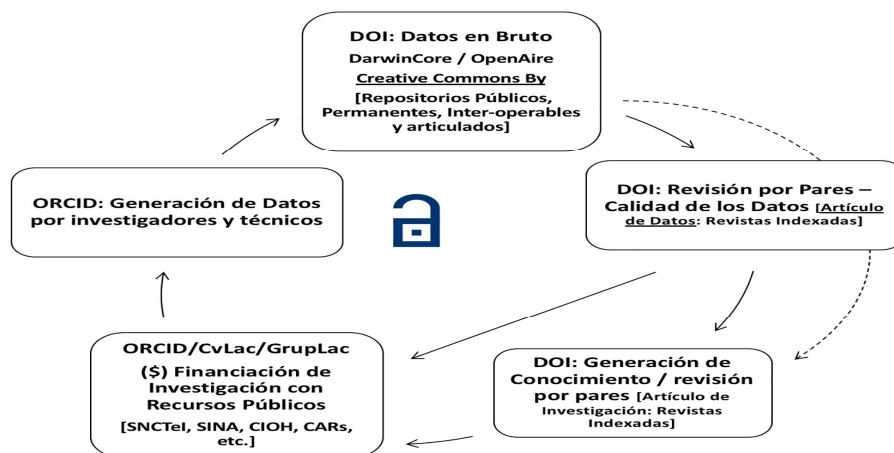 DOI: Datos en Bruto
DarwinCore / OpenAire
Creative Commons By
[Repositorios Públicos,
Permanentes, Inter-operables
y articulados]
ORCID: Generación de Datos
por investigadores y técnicos
DOI: Revisión por Pares –
Calidad de los Datos [Artículo
de Datos: Revistas Indexadas]
ORCID/CvLac/GrupLac
($) Financiación de
Investigación con
Recursos Públicos
[SNCTeI, SINA, CIOH, CARs,
etc.]
DOI: Generación de
Conocimiento / revisión
por pares [Artículo de
Investigación: Revistas
Indexadas]